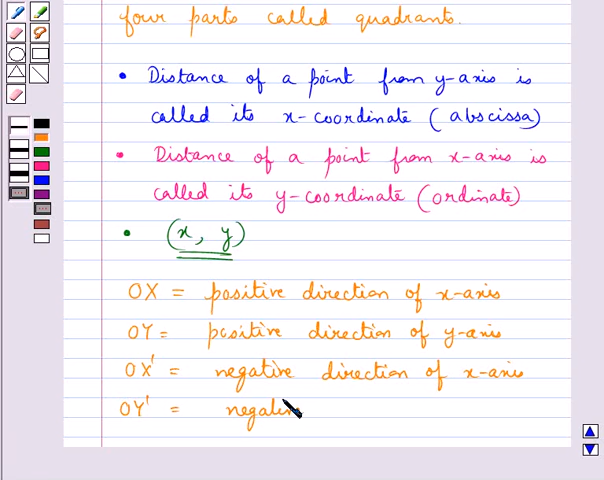 four parts called quadrants.
• Distance of a point from y-axis is
called its x-coordinate (abscissa)
• Distance of a point from x-axis is
called its y-coordinate (ordinate)
• (x, y)
OX = positive direction of x-axis
OY = positive direction of y-axis
OX' = negative direction of x-axis
OY' =